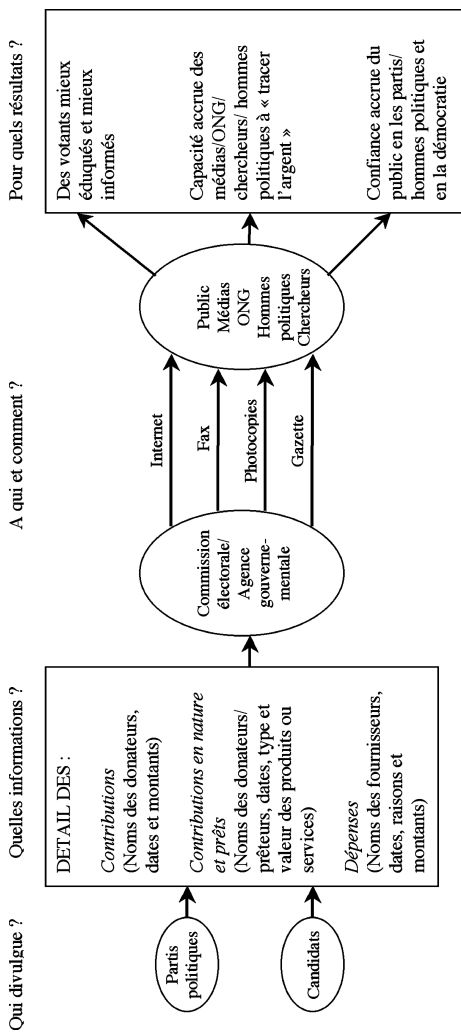 Qui divulgue ?
Quelles informations ?
A qui et comment ?
Pour quels résultats ?
Partis
politiques
Candidats
DETAIL DES :
Contributions
(Noms des donateurs,
dates et montants)
Contributions en nature
et prêts
(Noms des donateurs/
prêteurs, dates, type et
valeur des produits ou
services)
Dépenses
(Noms des fournisseurs,
dates, raisons et
montants)
Commission
électorale/
Agence
gouverne-
mentale
Internet
Fax
Photocopies
Gazette
Public
Médias
ONG
Hommes
politiques
Chercheurs
Des votants mieux
éduqués et mieux
informés
Capacité accrue des
médias/ONG/
chercheurs/ hommes
politiques à « tracer
l’argent »
Confiance accrue du
public en les partis/
hommes politiques et
en la démocratie